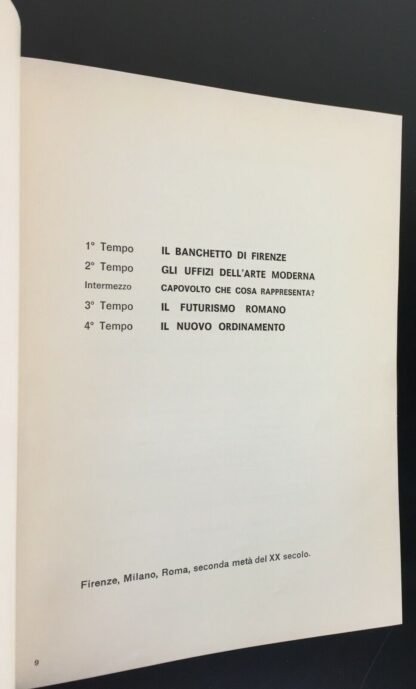 1° Tempo IL BANCHETTO DI FIRENZE
2° Tempo GLI UFFIZI DELL'ARTE MODERNA
Intermezzo CAPOVOLTO CHE COSA RAPPRESENTA?
3° Tempo IL FUTURISMO ROMANO
4° Tempo IL NUOVO ORDINAMENTO
Firenze, Milano, Roma, seconda metà del XX secolo.
9